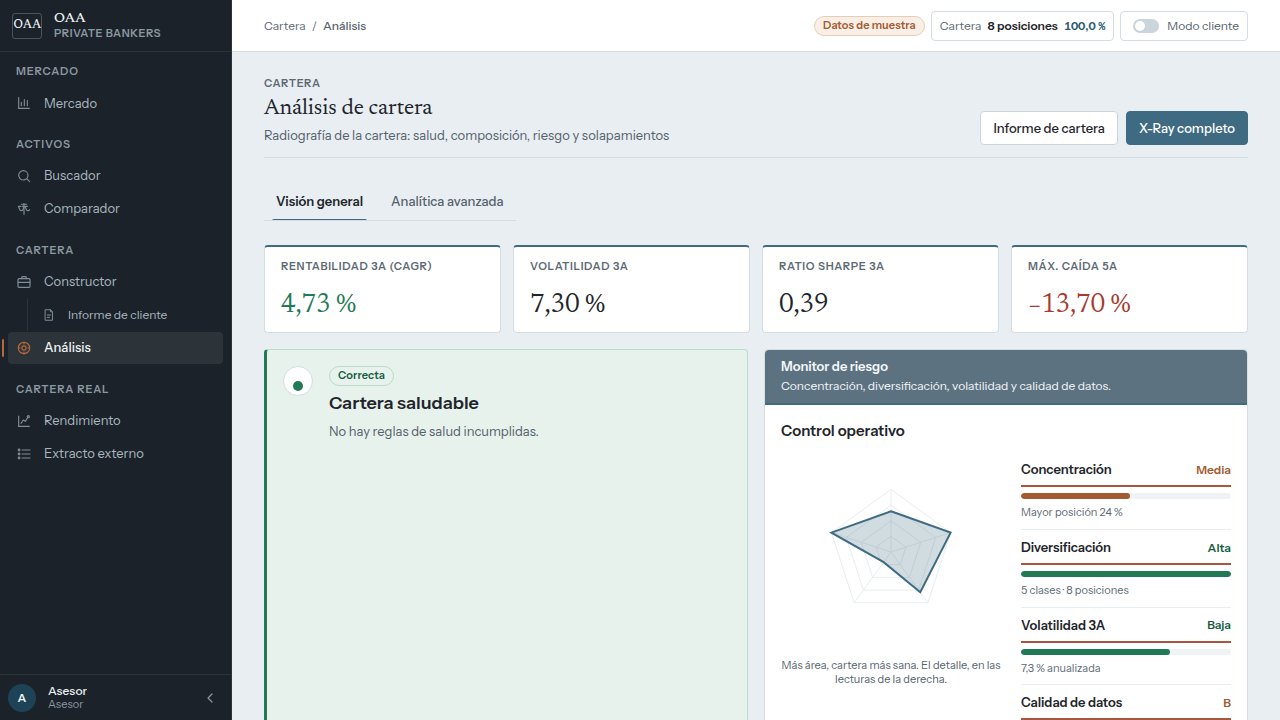 OAA
OAA
PRIVATE BANKERS
MERCADO
Mercado
ACTIVOS
Buscador
Comparador
CARTERA
Constructor
Informe de cliente
Análisis
CARTERA REAL
Rendimiento
Extracto externo
A
Asesor
Asesor
Cartera / Análisis
Datos de muestra
Cartera 8 posiciones 100,0 %
Modo cliente
CARTERA
Análisis de cartera
Radiografía de la cartera: salud, composición, riesgo y solapamientos
Informe de cartera
X-Ray completo
Visión general
Analítica avanzada
RENTABILIDAD 3A (CAGR)
4,73 %
VOLATILIDAD 3A
7,30 %
RATIO SHARPE 3A
0,39
MÁX. CAÍDA 5A
−13,70 %
Correcta
Cartera saludable
No hay reglas de salud incumplidas.
Monitor de riesgo
Concentración, diversificación, volatilidad y calidad de datos.
Control operativo
Más área, cartera más sana. El detalle, en las
lecturas de la derecha.
Concentración Media
Mayor posición 24 %
Diversificación Alta
5 clases · 8 posiciones
Volatilidad 3A Baja
7,3 % anualizada
Calidad de datos B